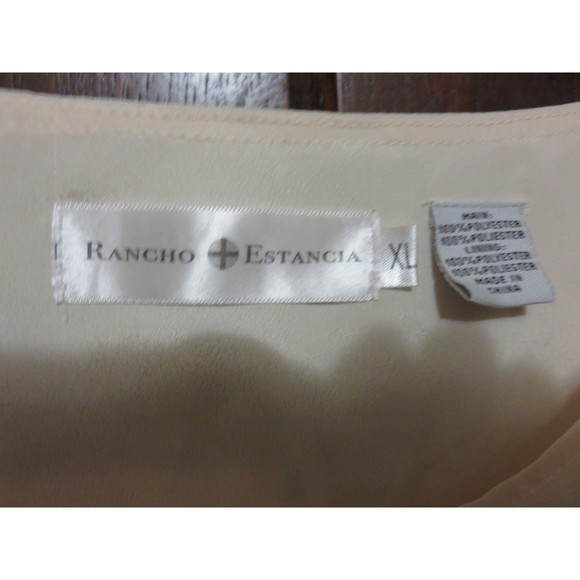 RANCHO ESTANCIA
XL
MAIN:
100%POLYESTER
100%POLIESTER
LINING:
100%POLYESTER
100%POLIESTER
MADE IN
CHINA